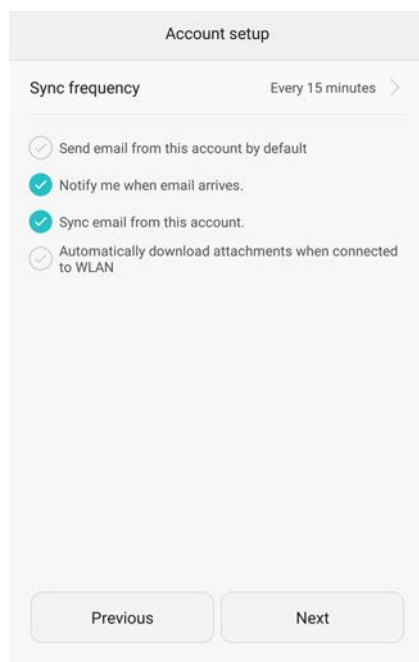 Account setup
Sync frequency Every 15 minutes
Send email from this account by default
Notify me when email arrives.
Sync email from this account.
Automatically download attachments when connected
to WLAN
Previous Next